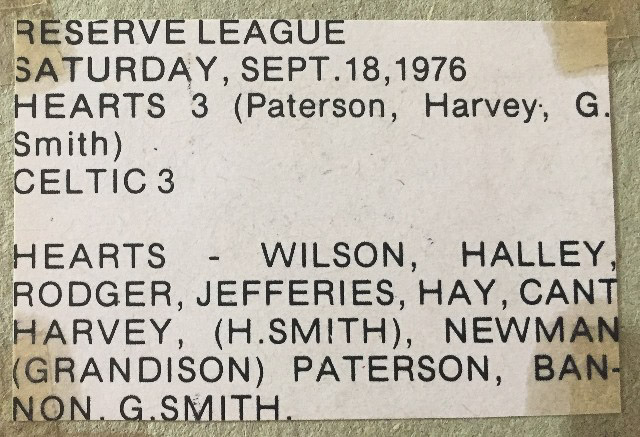 RESERVE LEAGUE
SATURDAY, SEPT.18,1976
HEARTS 3 (Paterson, Harvey, G.
Smith)
CELTIC 3
HEARTS - WILSON, HALLEY,
RODGER, JEFFERIES, HAY, CANT
HARVEY, (H.SMITH), NEWMAN
(GRANDISON) PATERSON, BAN-
NON. G.SMITH.